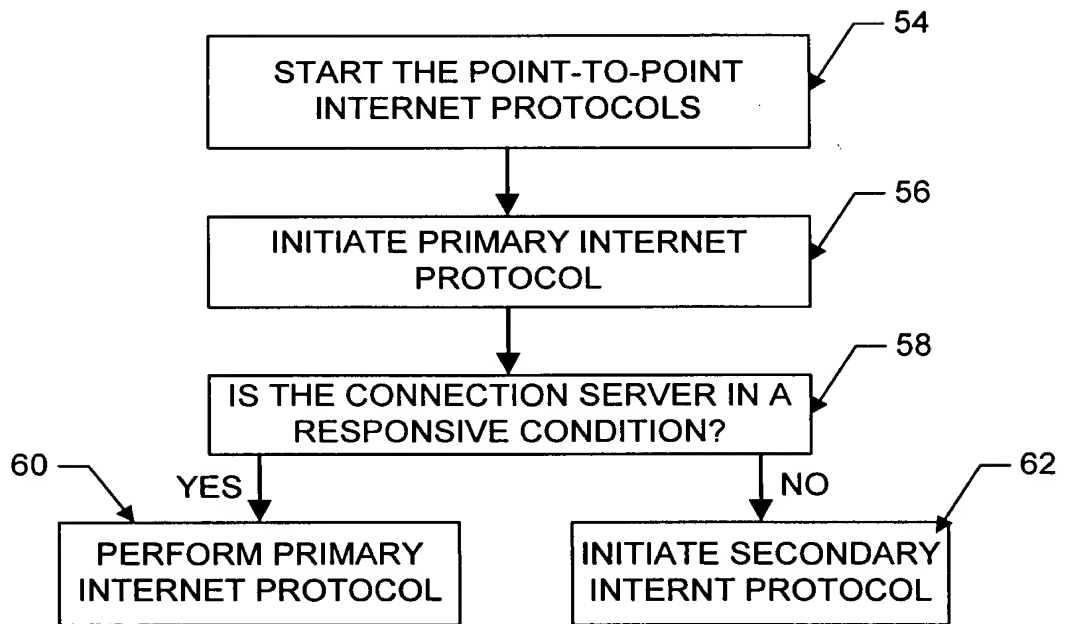 54
START THE POINT-TO-POINT
INTERNET PROTOCOLS
56
INITIATE PRIMARY INTERNET
PROTOCOL
58
IS THE CONNECTION SERVER IN A
RESPONSIVE CONDITION?
60
YES
NO
62
PERFORM PRIMARY
INTERNET PROTOCOL
INITIATE SECONDARY
INTERNT PROTOCOL